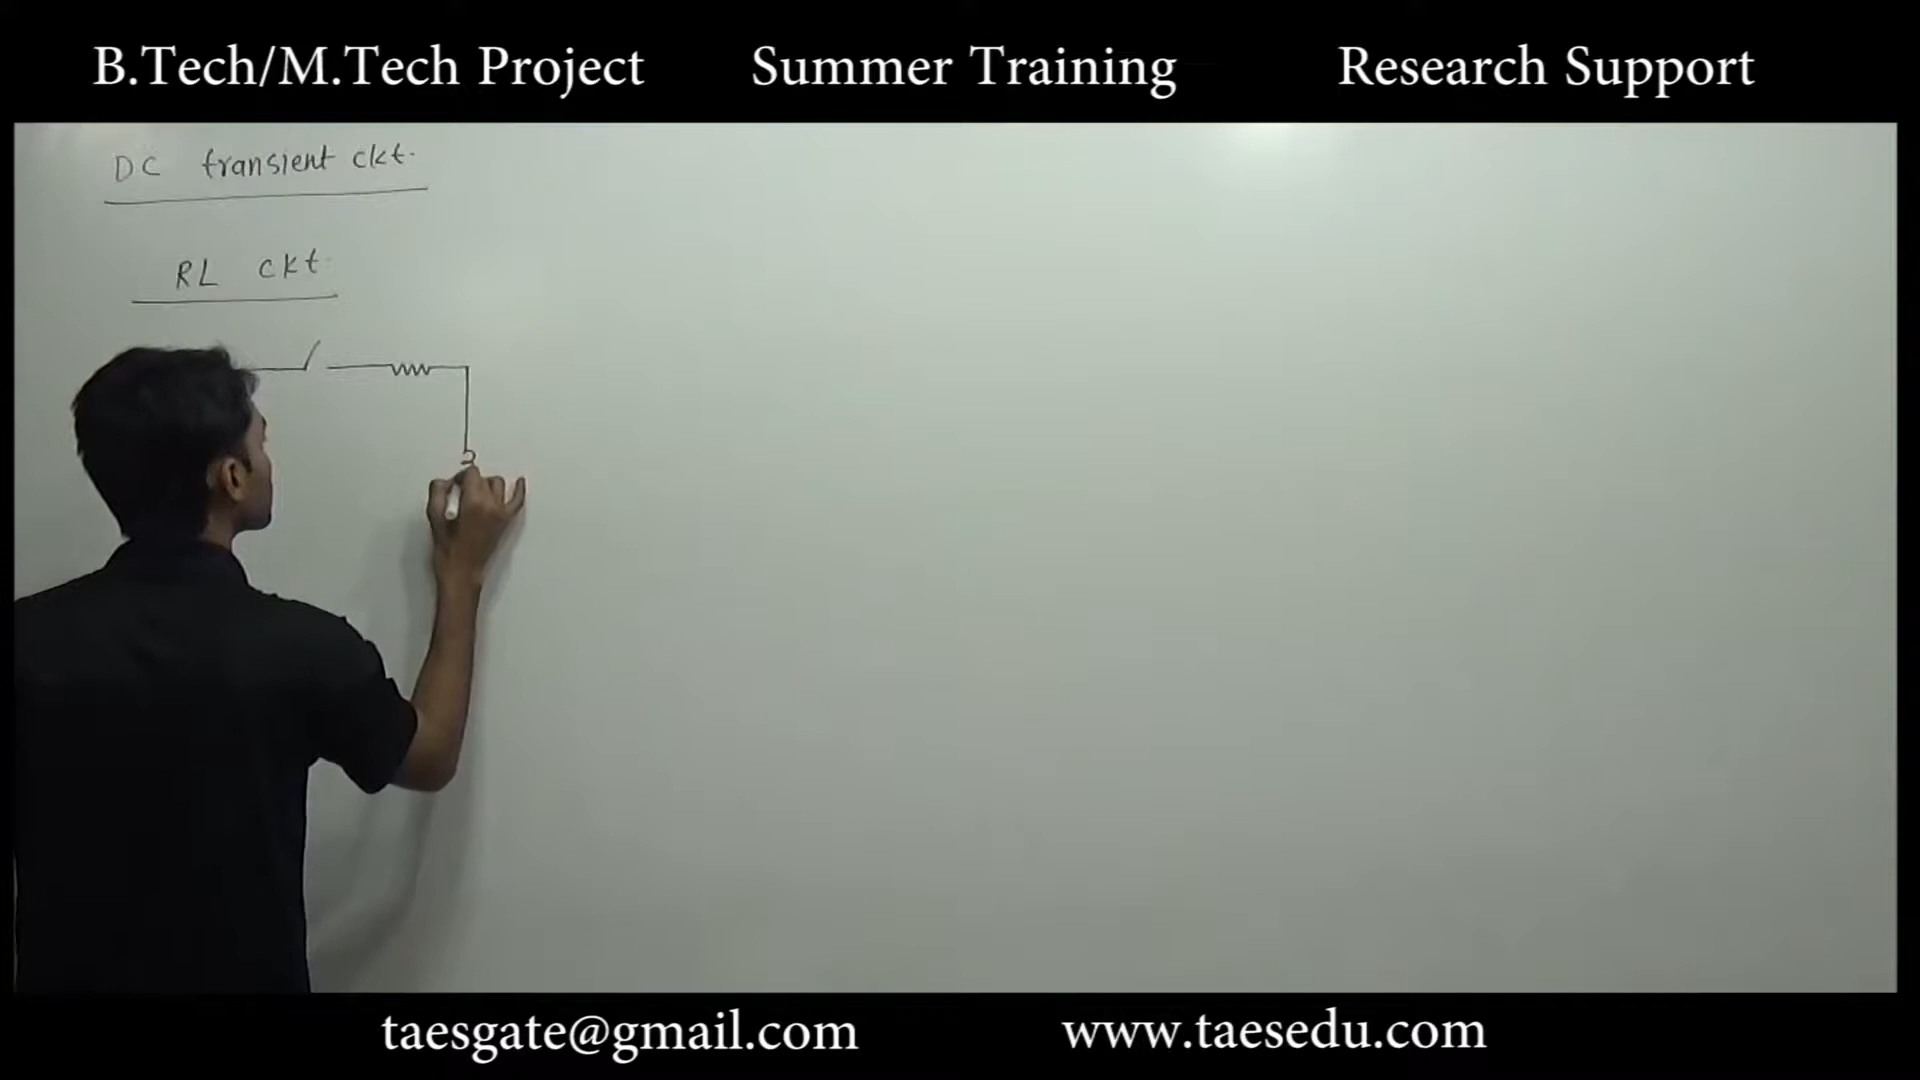 B.Tech/M.Tech Project Summer Training Research Support
DC transient ckt.
RL ckt
taesgate@gmail.com www.taesedu.com